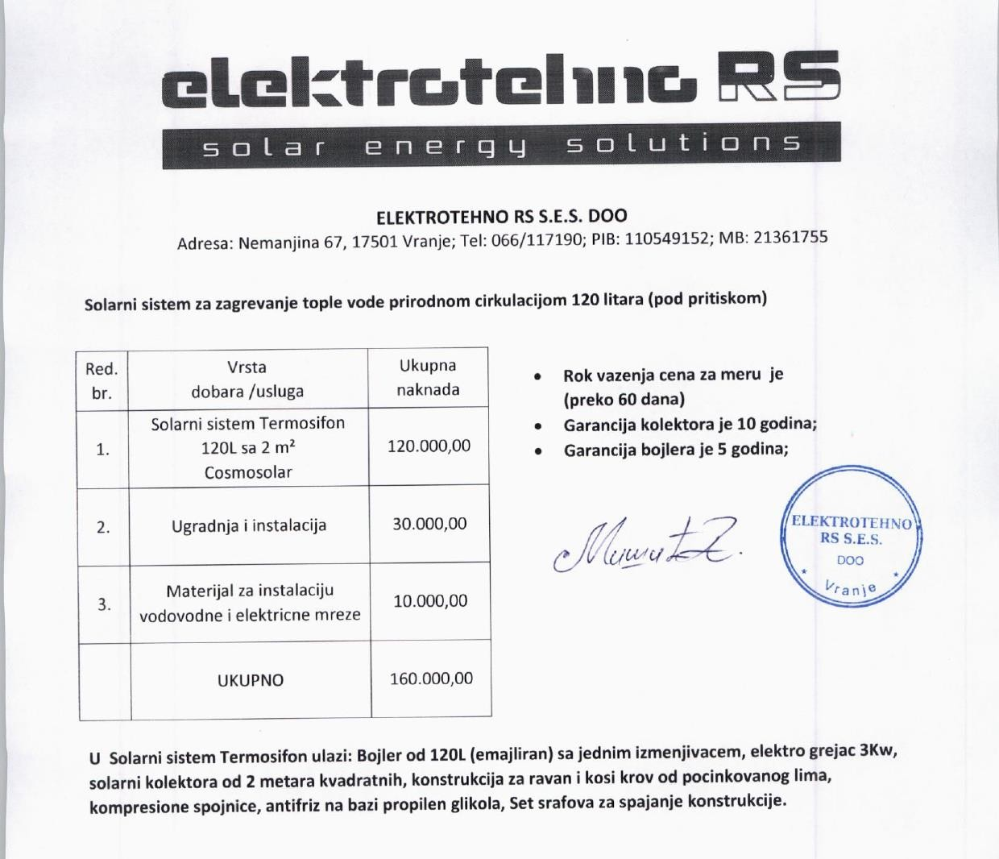 elektrotehno RS
solar energy solutions
ELEKTROTEHNO RS S.E.S. DOO
Adresa: Nemanjina 67, 17501 Vranje; Tel: 066/117190; PIB: 110549152; MB: 21361755
Solarni sistem za zagrevanje tople vode prirodnom cirkulacijom 120 litara (pod pritiskom)
Red. br.
Vrsta dobara /usluga
Ukupna naknada
1.
Solarni sistem Termosifon
120L sa 2 m²
Cosmosolar
120.000,00
2.
Ugradnja i instalacija
30.000,00
3.
Materijal za instalaciju
vodovodne i elektricne mreze
10.000,00
UKUPNO
160.000,00
• Rok vazenja cena za meru je
(preko 60 dana)
• Garancija kolektora je 10 godina;
• Garancija bojlera je 5 godina;
ELEKTROTEHNO
RS S.E.S.
DOO
Vranje
U Solarni sistem Termosifon ulazi: Bojler od 120L (emajliran) sa jednim izmenjivacem, elektro grejac 3Kw,
solarni kolektora od 2 metara kvadratnih, konstrukcija za ravan i kosi krov od pocinkovanog lima,
kompresione spojnice, antifriz na bazi propilen glikola, Set srafova za spajanje konstrukcije.